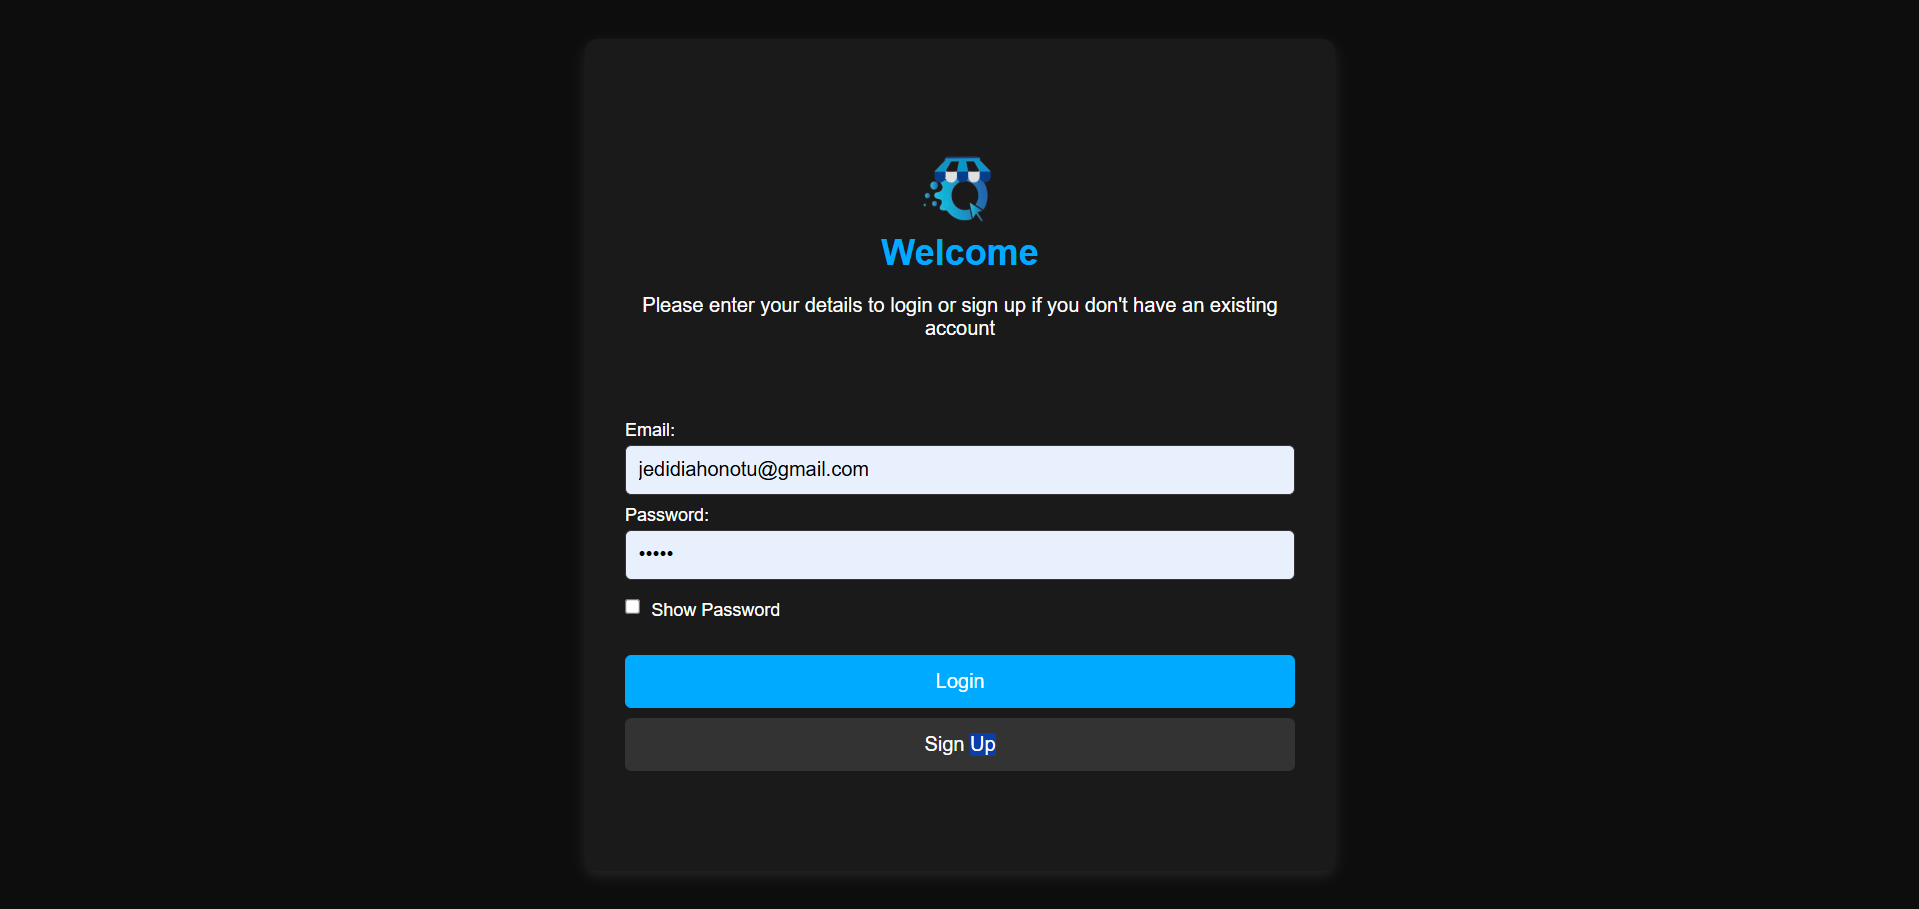 Welcome
Please enter your details to login or sign up if you don't have an existing
account
Email:
jedidiahonotu@gmail.com
Password:
•••••
Show Password
Login
Sign Up